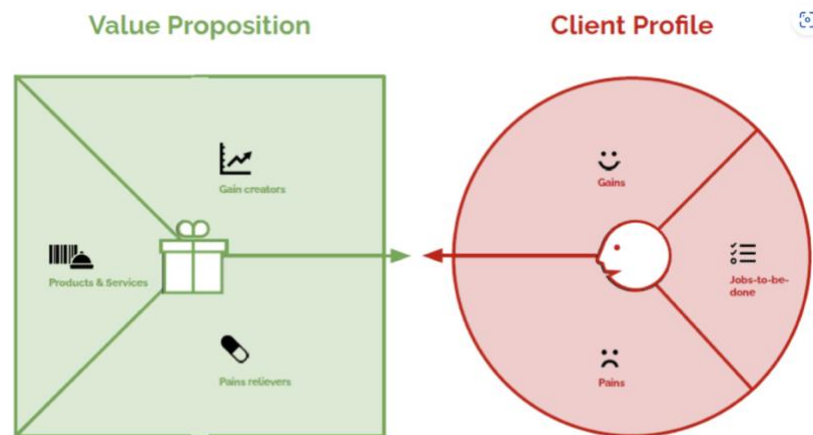 Value Proposition
Client Profile
Gain creators
Gains
Products & Services
Jobs-to-be-
done
Pains relievers
Pains